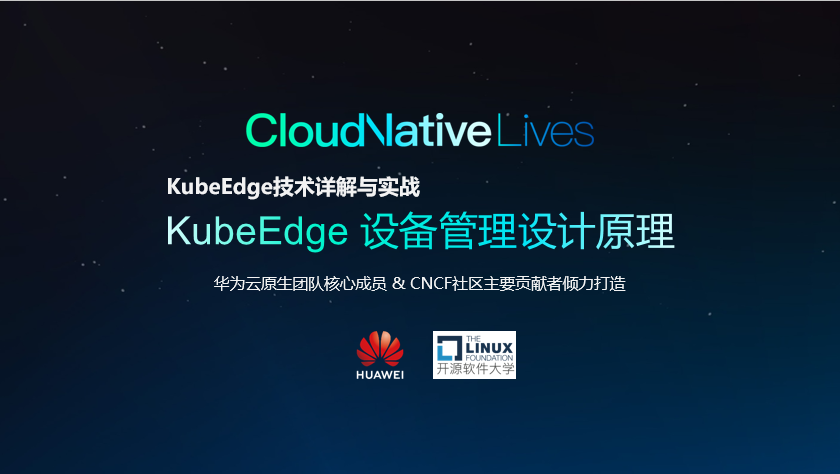 CloudNative Lives
KubeEdge技术详解与实战
KubeEdge 设备管理设计原理
华为云原生团队核心成员 & CNCF社区主要贡献者倾力打造
HUAWEI
THE
LINUX
FOUNDATION
开源软件大学